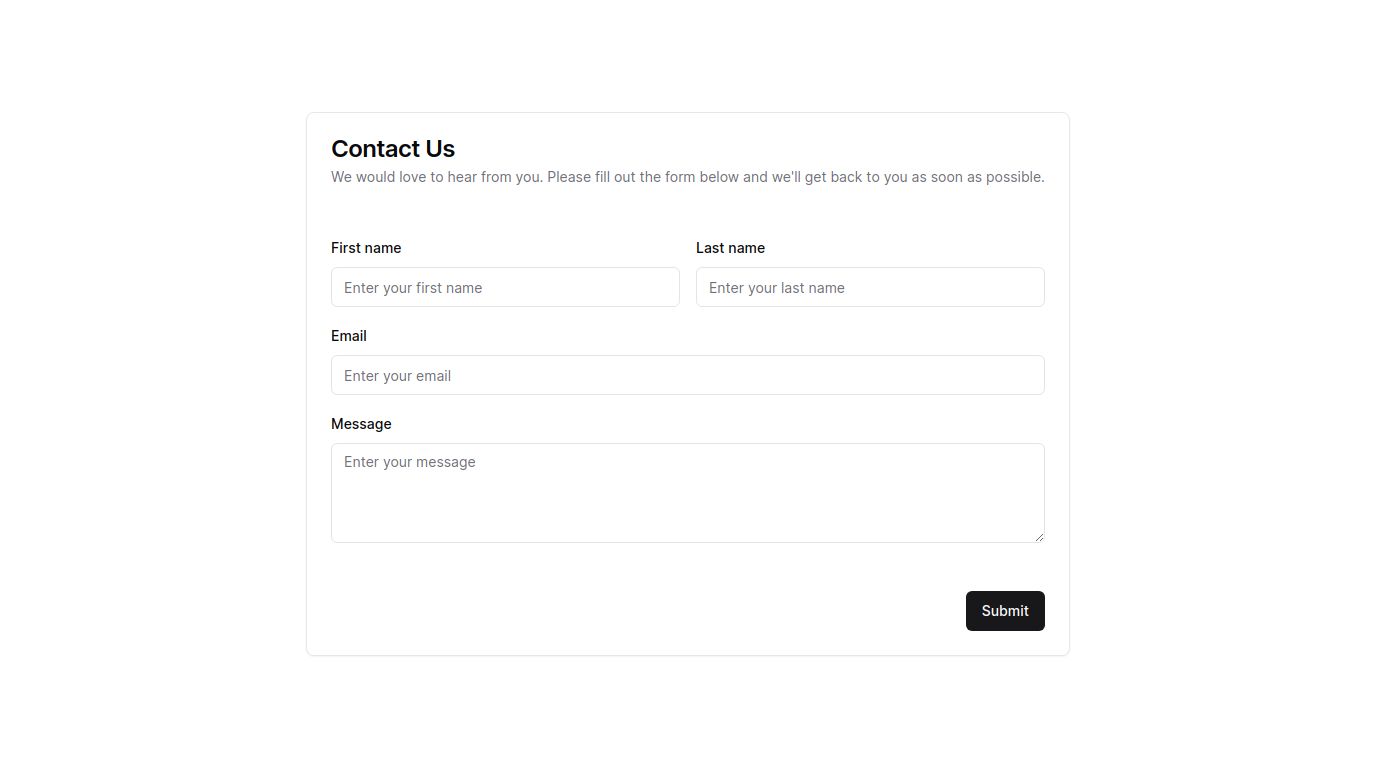 Contact Us
We would love to hear from you. Please fill out the form below and we'll get back to you as soon as possible.
First name
Last name
Enter your first name
Enter your last name
Email
Enter your email
Message
Enter your message
Submit